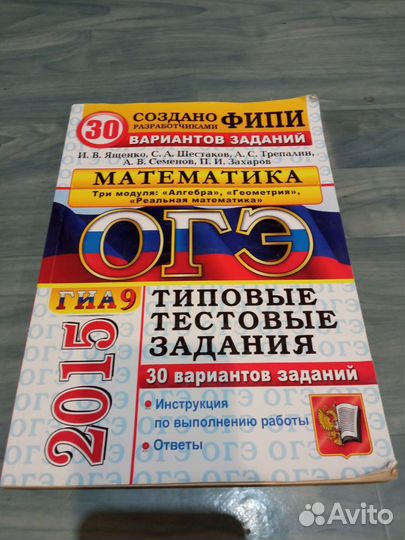 30
СОЗДАНО
РАЗРАБОТЧИКАМИ
ФИПИ
ВАРИАНТОВ ЗАДАНИЙ
И. В. Ященко, С. А. Шестаков, А. С. Трепалин,
А. В. Семенов, П. И. Захаров
МАТЕМАТИКА
Три модуля: «Алгебра», «Геометрия»,
«Реальная математика»
ОГЭ
ГИА 9
2015
ТИПОВЫЕ
ТЕСТОВЫЕ
ЗАДАНИЯ
30 вариантов заданий
• Инструкция
по выполнению работы
• Ответы
Avito